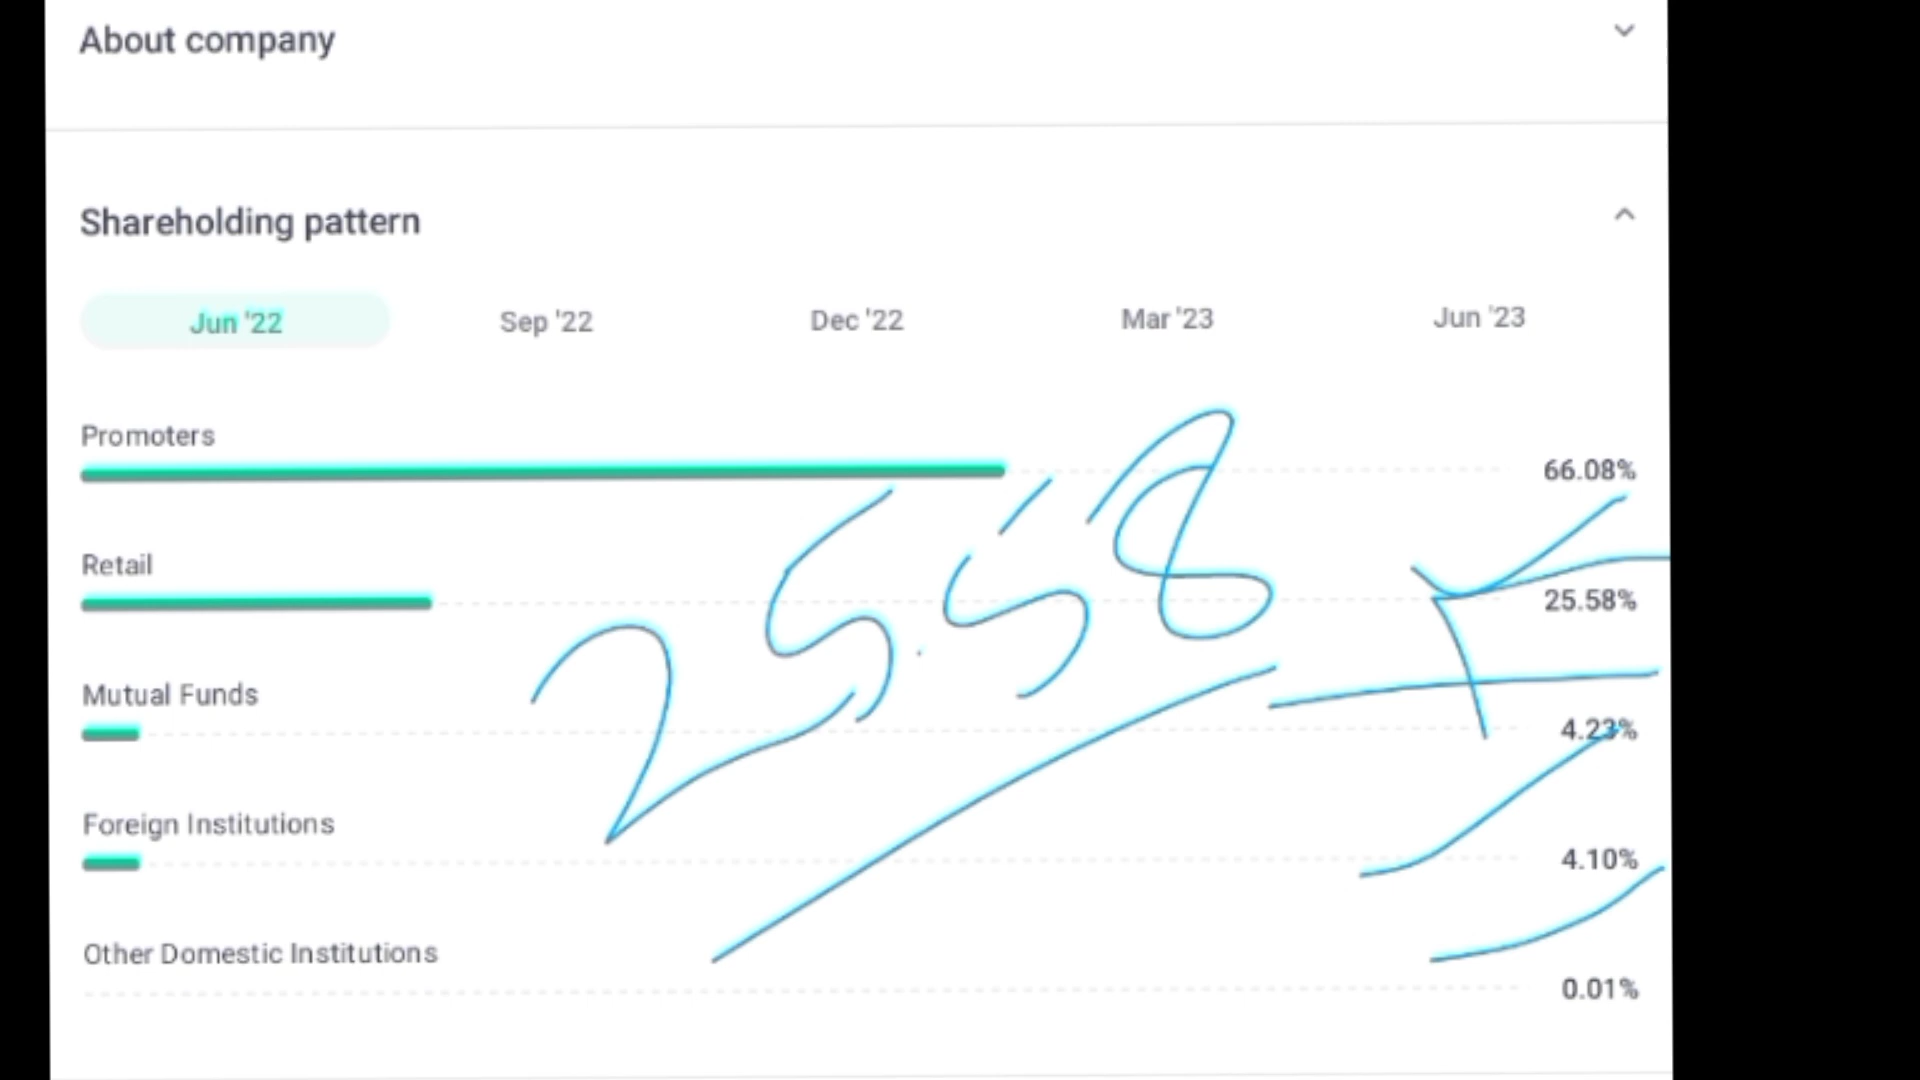 About company
Shareholding pattern
Jun '22 Sep '22 Dec '22 Mar '23 Jun '23
Promoters
66.08%
Retail
25.58%
25.58
Mutual Funds
4.23%
Foreign Institutions
4.10%
Other Domestic Institutions
0.01%